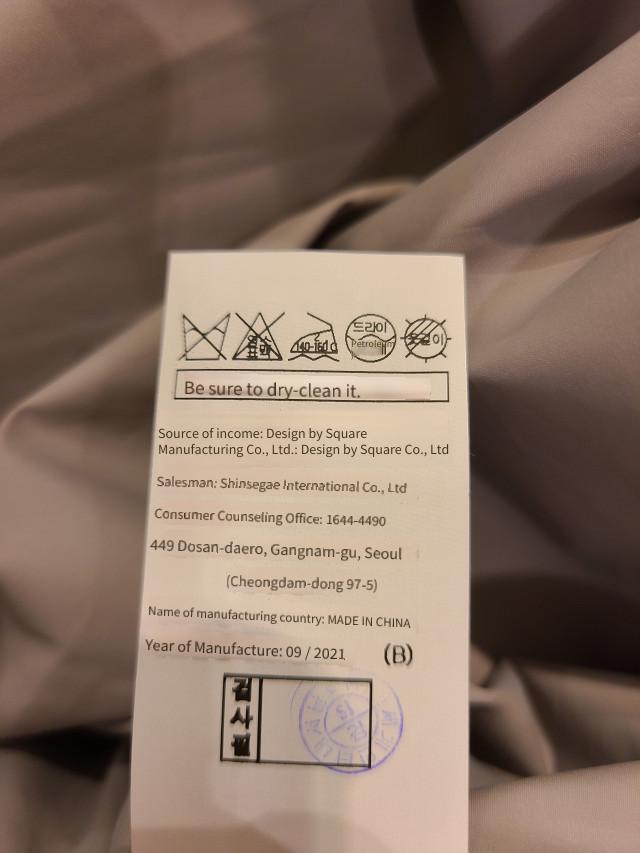 140-160℃
드라이
Petroleum
Be sure to dry-clean it.
Source of income: Design by Square
Manufacturing Co., Ltd.: Design by Square Co., Ltd
Salesman: Shinsegae International Co., Ltd
Consumer Counseling Office: 1644-4490
449 Dosan-daero, Gangnam-gu, Seoul
(Cheongdam-dong 97-5)
Name of manufacturing country: MADE IN CHINA
Year of Manufacture: 09 / 2021
(B)
검
사
필